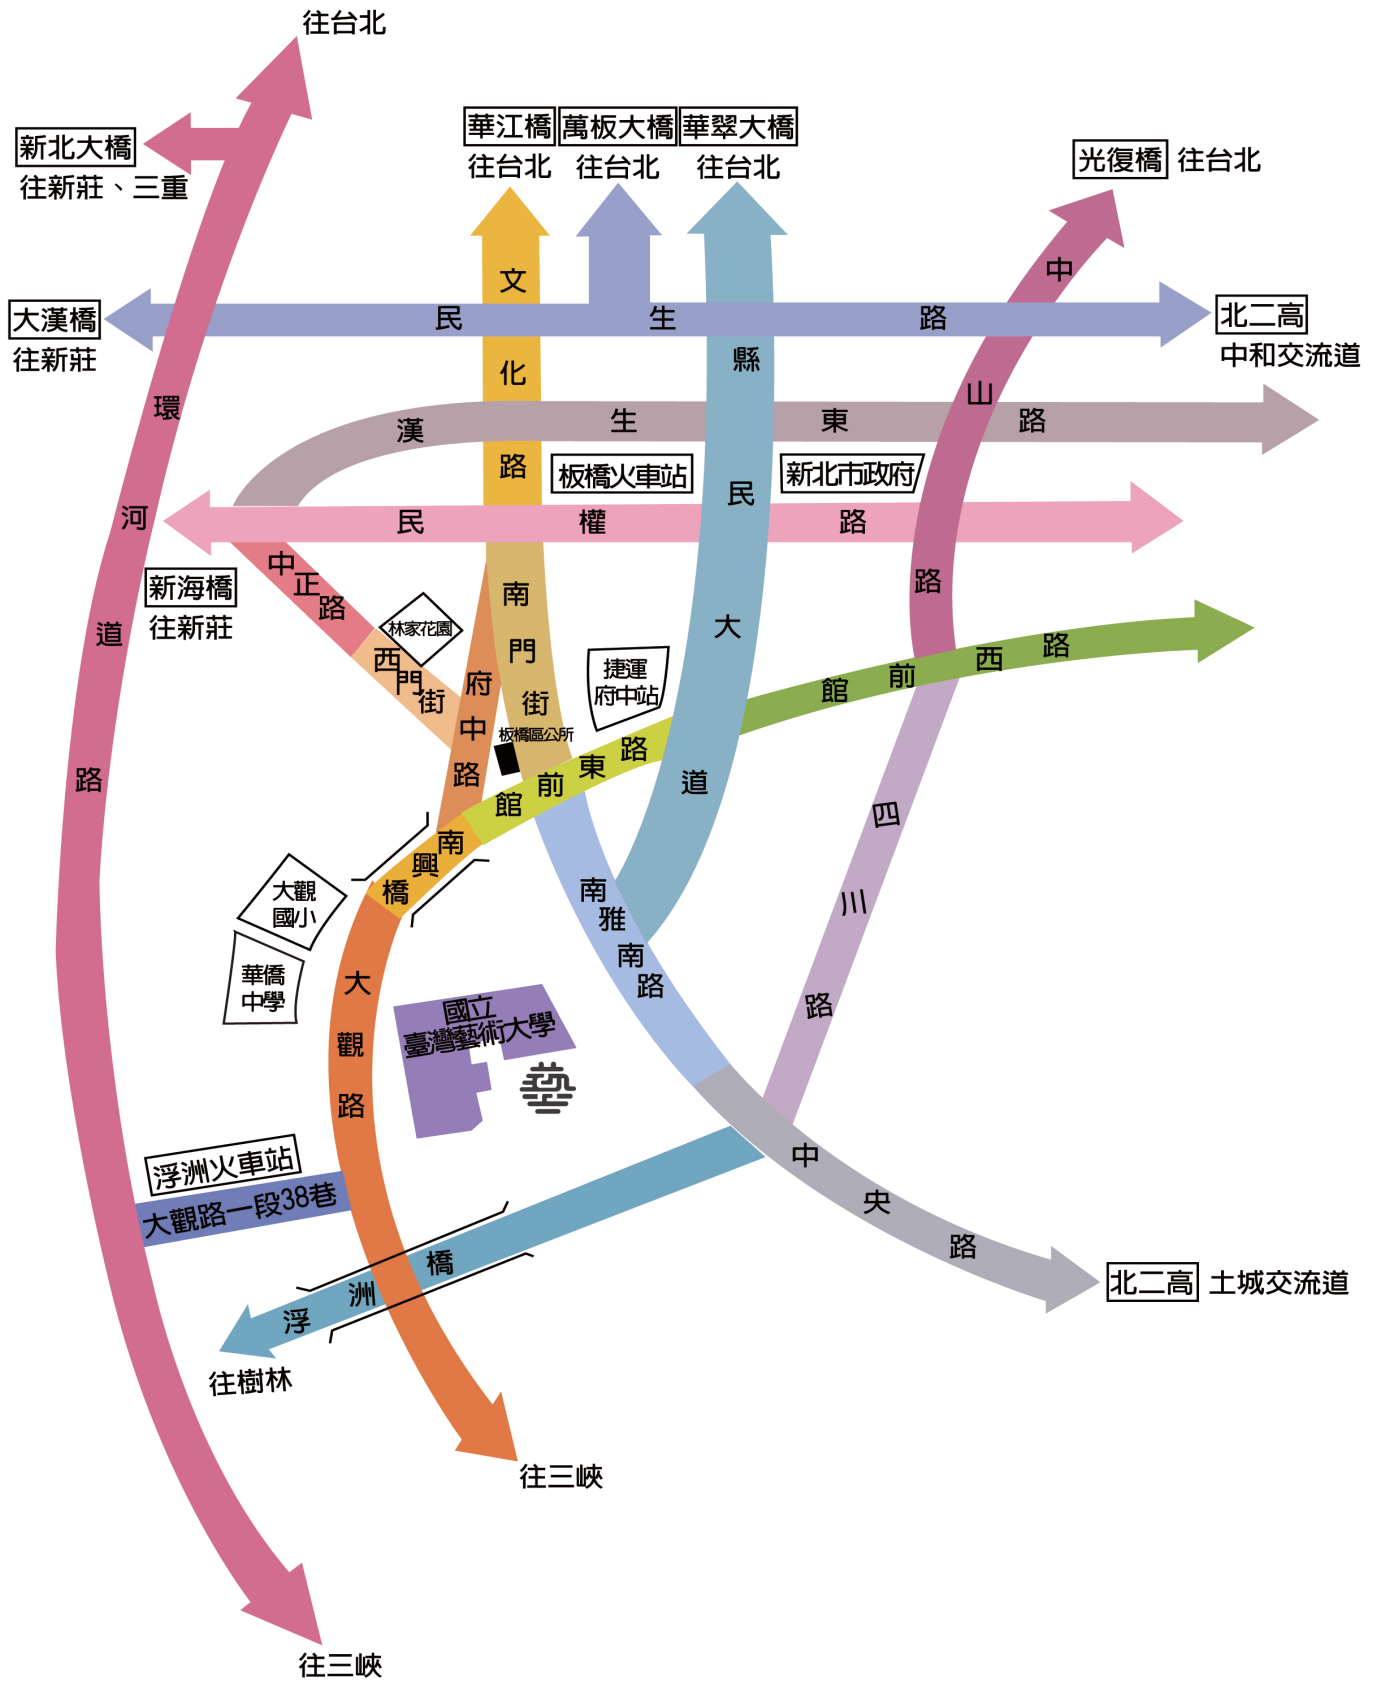 往台北
新北大橋
往新莊、三重
華江橋
往台北
萬板大橋
往台北
華翠大橋
往台北
光復橋 往台北
大漢橋
往新莊
民生路
北二高
中和交流道
文化路
縣民大道
中山路
環河道路
漢生東路
板橋火車站
新北市政府
民權路
新海橋
往新莊
中正路
林家花園
西門街
府中路
南門街
板橋區公所
捷運
府中站
館前西路
館前東路
南興橋
四川路
大觀
國小
華僑
中學
南雅南路
大觀路
國立
臺灣藝術大學
浮洲火車站
大觀路一段38巷
中央路
浮洲橋
往樹林
北二高 土城交流道
往三峽
往三峽